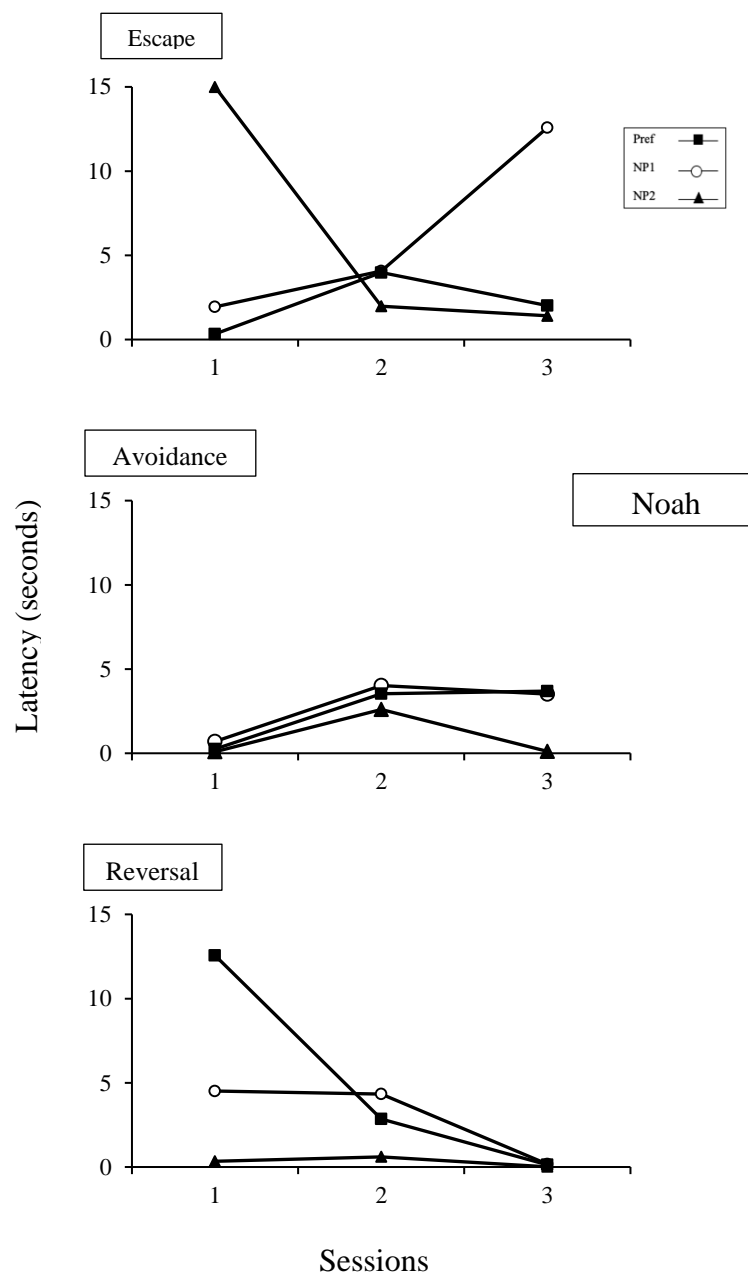 Escape
15
10
5
0
1 2 3
Pref
NP1
NP2
Avoidance
Noah
Latency (seconds)
15
10
5
0
1 2 3
Reversal
15
10
5
0
1 2 3
Sessions